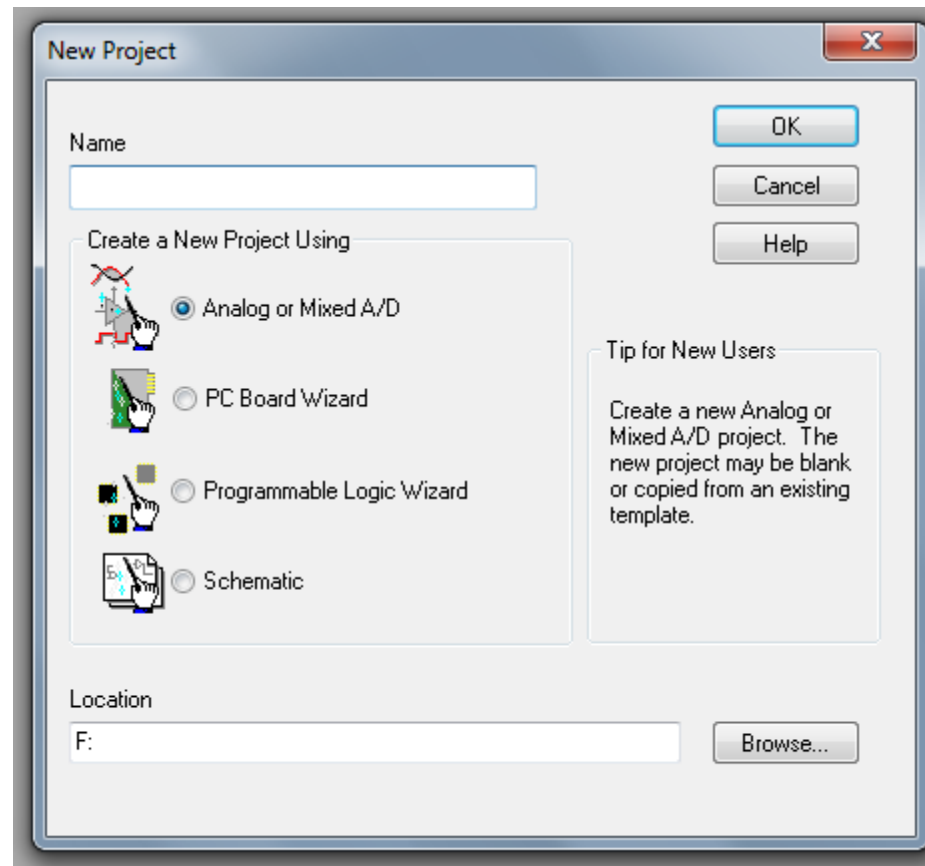 New Project
Name
OK
Cancel
Help
Create a New Project Using
Analog or Mixed A/D
PC Board Wizard
Programmable Logic Wizard
Schematic
Tip for New Users
Create a new Analog or
Mixed A/D project. The
new project may be blank
or copied from an existing
template.
Location
F:
Browse...